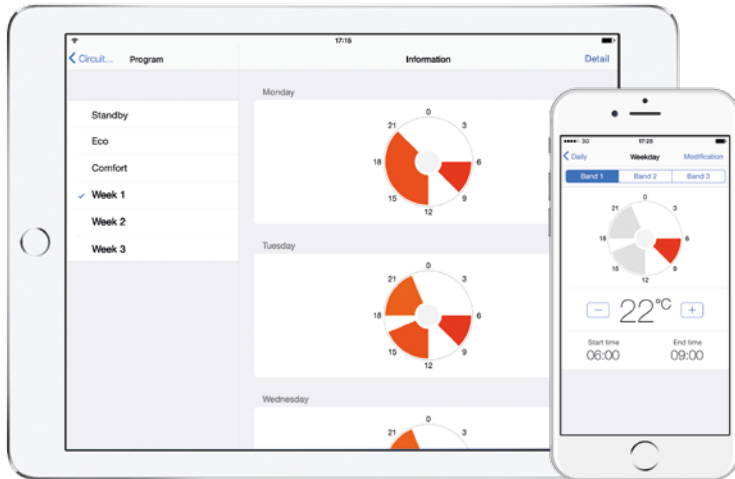 17:15
Circuit... Program
Information
Detail
Standby
Eco
Comfort
Week 1
Week 2
Week 3
Monday
0
3
6
9
12
15
18
21
Tuesday
0
3
6
9
12
15
18
21
Wednesday
0
3
21
3G 17:25
Daily Weekday Modification
Band 1 Band 2 Band 3
0
3
6
9
12
15
18
21
− 22°C +
Start time End time
06:00 09:00